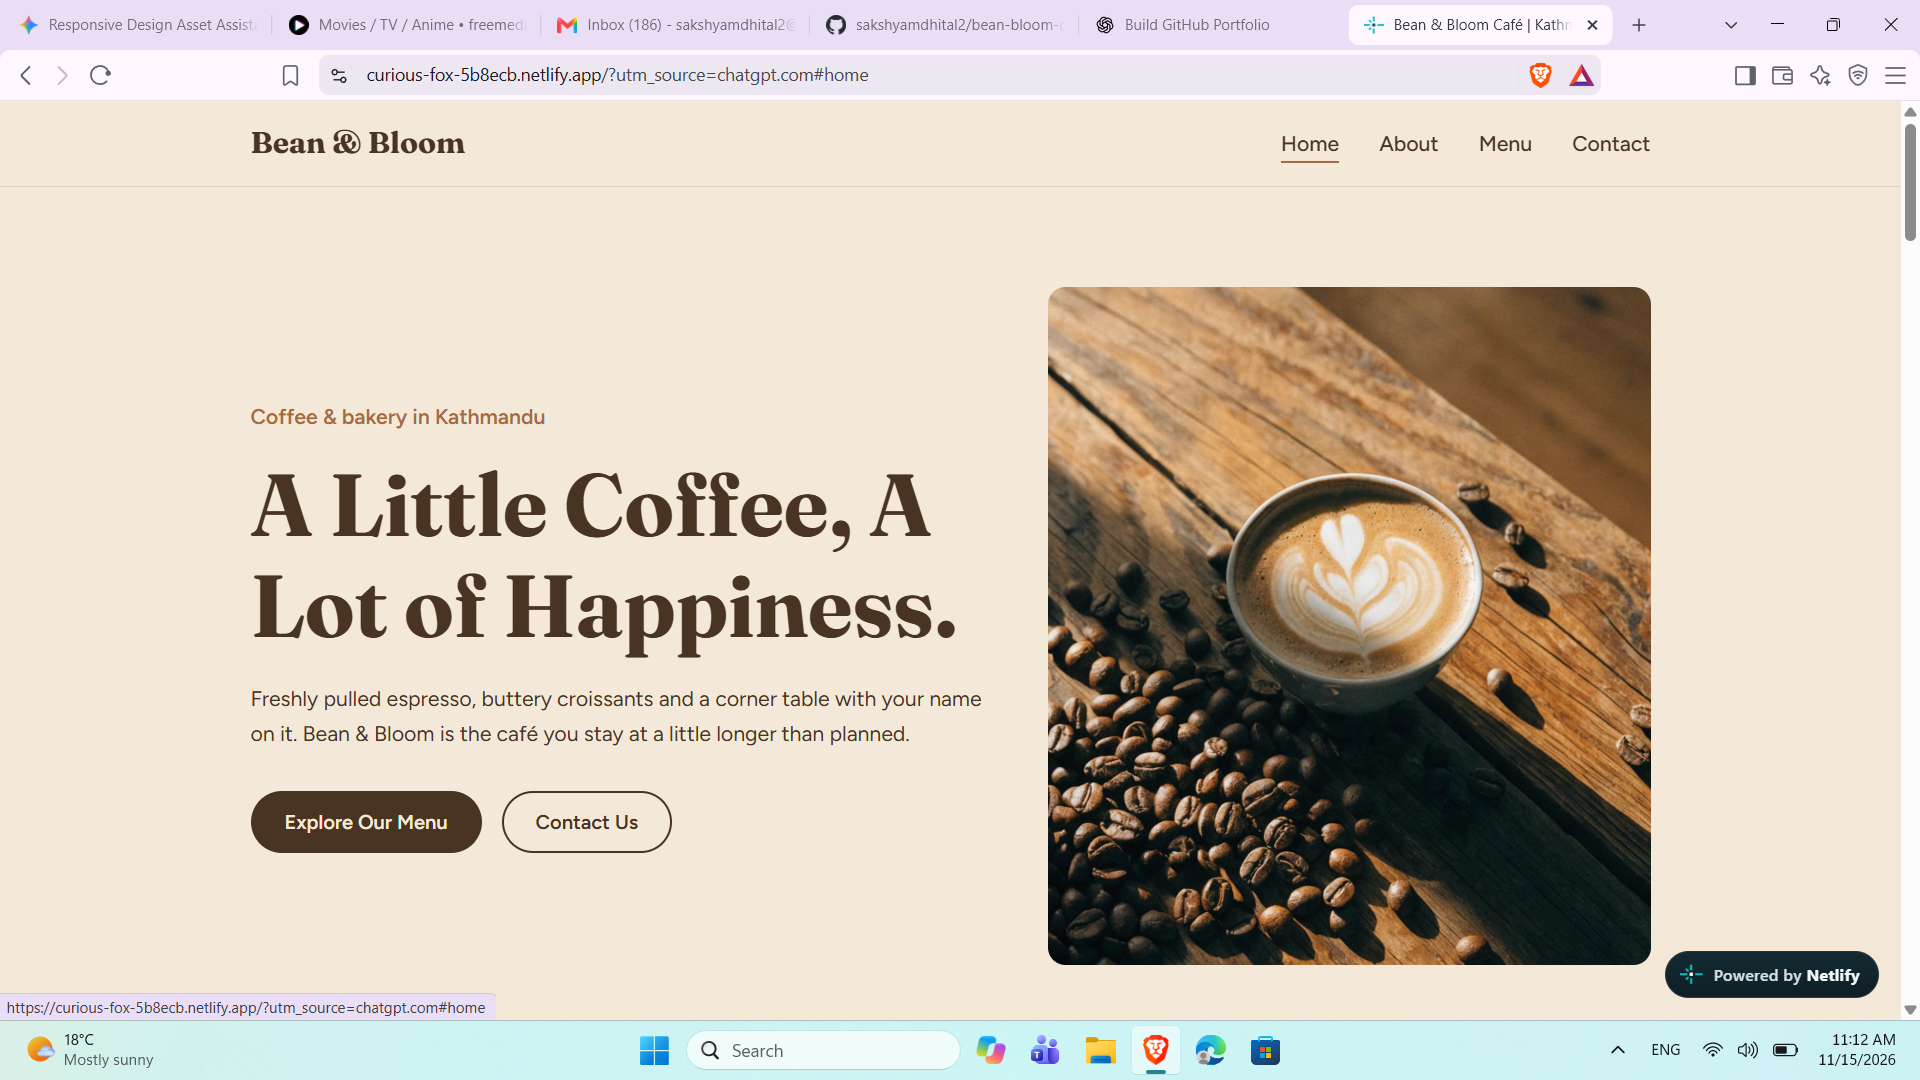 Responsive Design Asset Assista
Movies / TV / Anime • freemed
Inbox (186) - sakshyamdhital2@
sakshyamdhital2/bean-bloom-c
Build GitHub Portfolio
Bean & Bloom Café | Kathm
curious-fox-5b8ecb.netlify.app/?utm_source=chatgpt.com#home
Bean & Bloom
Home
About
Menu
Contact
Coffee & bakery in Kathmandu
A Little Coffee, A
Lot of Happiness.
Freshly pulled espresso, buttery croissants and a corner table with your name
on it. Bean & Bloom is the café you stay at a little longer than planned.
Explore Our Menu
Contact Us
Powered by Netlify
https://curious-fox-5b8ecb.netlify.app/?utm_source=chatgpt.com#home
18°C
Mostly sunny
Search
ENG
11:12 AM
11/15/2026